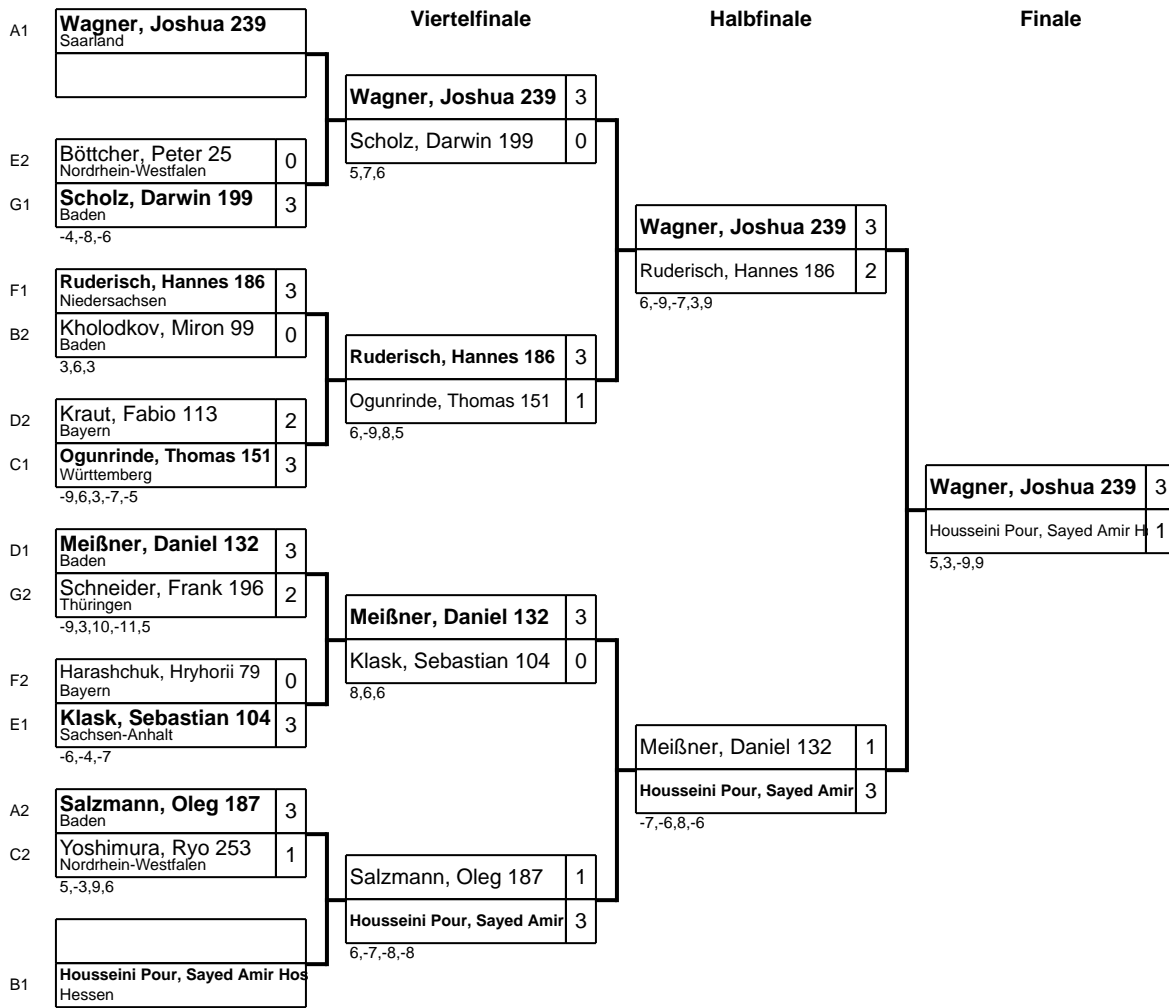 Viertelfinale
Halbfinale
Finale
A1
Wagner, Joshua 239
Saarland
E2
Böttcher, Peter 25
Nordrhein-Westfalen
0
G1
Scholz, Darwin 199
Baden
3
-4,-8,-6
F1
Ruderisch, Hannes 186
Niedersachsen
3
B2
Kholodkov, Miron 99
Baden
0
3,6,3
D2
Kraut, Fabio 113
Bayern
2
C1
Ogunrinde, Thomas 151
Württemberg
3
-9,6,3,-7,-5
D1
Meißner, Daniel 132
Baden
3
G2
Schneider, Frank 196
Thüringen
2
-9,3,10,-11,5
F2
Harashchuk, Hryhorii 79
Bayern
0
E1
Klask, Sebastian 104
Sachsen-Anhalt
3
-6,-4,-7
A2
Salzmann, Oleg 187
Baden
3
C2
Yoshimura, Ryo 253
Nordrhein-Westfalen
1
5,-3,9,6
B1
Housseini Pour, Sayed Amir Hos
Hessen
Wagner, Joshua 239
3
Scholz, Darwin 199
0
5,7,6
Ruderisch, Hannes 186
3
Ogunrinde, Thomas 151
1
6,-9,8,5
Meißner, Daniel 132
3
Klask, Sebastian 104
0
8,6,6
Salzmann, Oleg 187
1
Housseini Pour, Sayed Amir
3
6,-7,-8,-8
Wagner, Joshua 239
3
Ruderisch, Hannes 186
2
6,-9,-7,3,9
Meißner, Daniel 132
1
Housseini Pour, Sayed Amir
3
-7,-6,8,-6
Wagner, Joshua 239
3
Housseini Pour, Sayed Amir H
1
5,3,-9,9